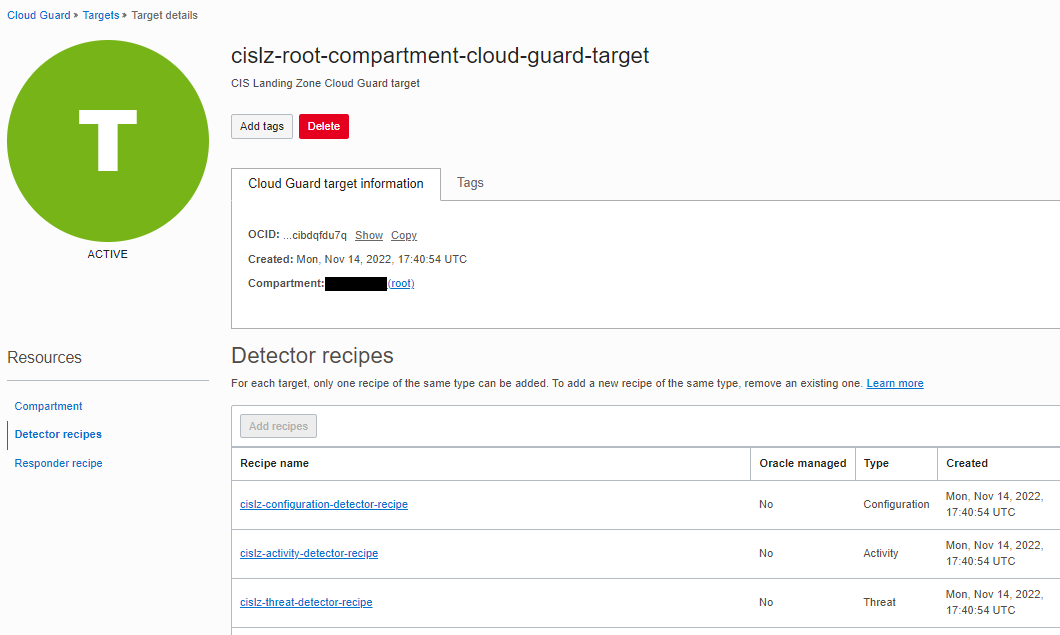 Cloud Guard » Targets » Target details
T
ACTIVE
cislz-root-compartment-cloud-guard-target
CIS Landing Zone Cloud Guard target
Add tags Delete
Cloud Guard target information Tags
OCID: ...cibdqfdu7q Show Copy
Created: Mon, Nov 14, 2022, 17:40:54 UTC
Compartment: (root)
Resources
Compartment
Detector recipes
Responder recipe
Detector recipes
For each target, only one recipe of the same type can be added. To add a new recipe of the same type, remove an existing one. Learn more
Add recipes
Recipe name Oracle managed Type Created
cislz-configuration-detector-recipe No Configuration Mon, Nov 14, 2022,
17:40:54 UTC
cislz-activity-detector-recipe No Activity Mon, Nov 14, 2022,
17:40:54 UTC
cislz-threat-detector-recipe No Threat Mon, Nov 14, 2022,
17:40:54 UTC